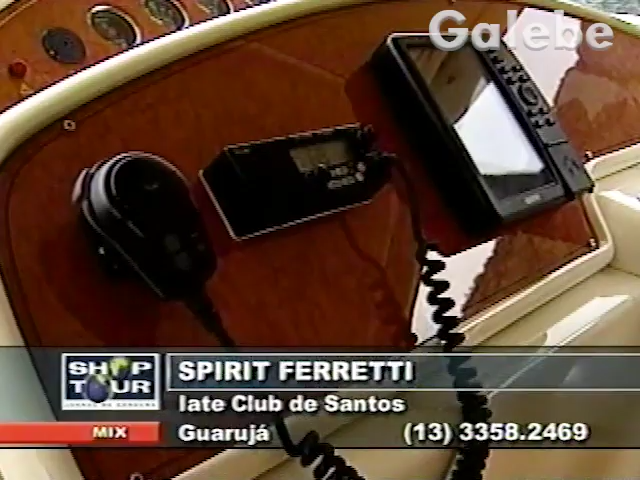 Galebe
SHOP
TOUR
SPIRIT FERRETTI
Iate Club de Santos
MIX
Guarujá
(13) 3358.2469